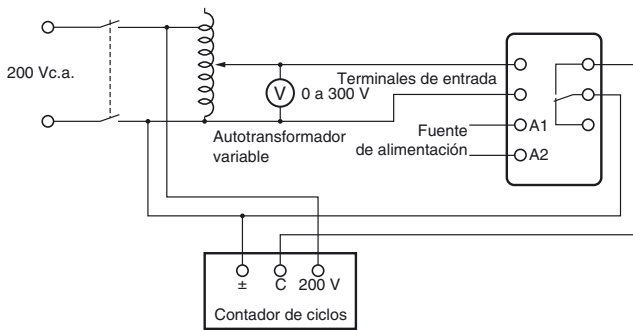 200 Vc.a.
V
0 a 300 V
Terminales de entrada
Autotransformador
variable
Fuente
de alimentación
A1
A2
± C 200 V
Contador de ciclos